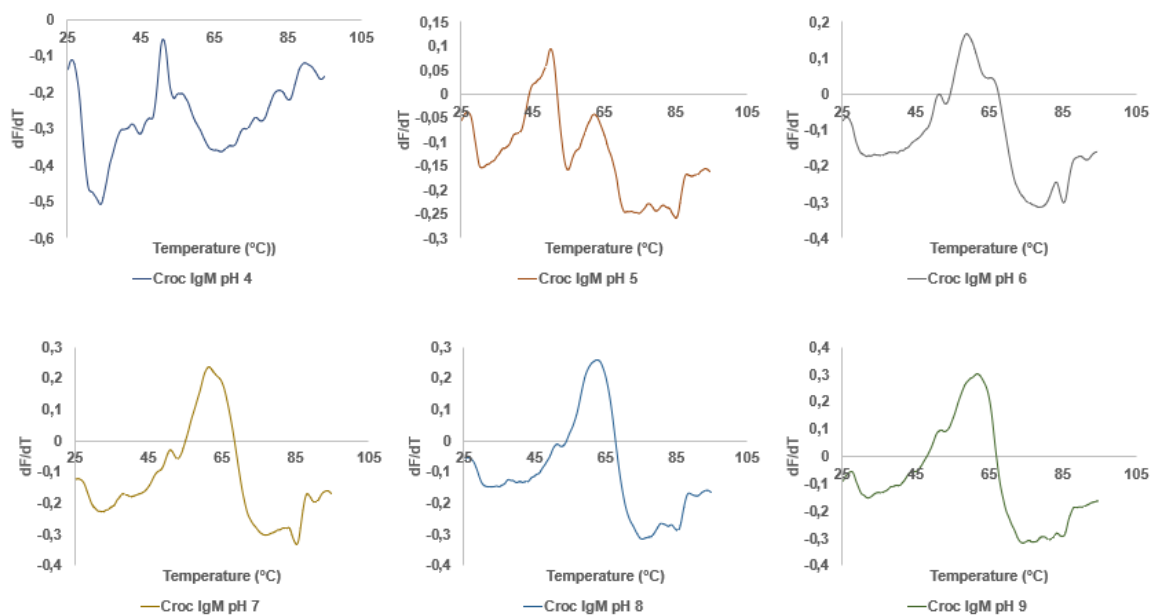 0
25 45 65 85 105
-0,1
-0,2
-0,3
-0,4
-0,5
-0,6
dF/dT
Temperature (°C))
Croc IgM pH 4
0,15
0,1
0,05
0
25 45 65 85 105
-0,05
-0,1
-0,15
-0,2
-0,25
-0,3
dF/dT
Temperature (°C)
Croc IgM pH 5
0,2
0,1
0
25 45 65 85 105
-0,1
-0,2
-0,3
-0,4
dF/dT
Temperature (°C)
Croc IgM pH 6
0,3
0,2
0,1
0
25 45 65 85 105
-0,1
-0,2
-0,3
-0,4
dF/dT
Temperature (°C)
Croc IgM pH 7
0,3
0,2
0,1
0
25 45 65 85 105
-0,1
-0,2
-0,3
-0,4
dF/dT
Temperature (°C)
Croc IgM pH 8
0,4
0,3
0,2
0,1
0
25 45 65 85 105
-0,1
-0,2
-0,3
-0,4
dF/dT
Temperature (°C)
Croc IgM pH 9